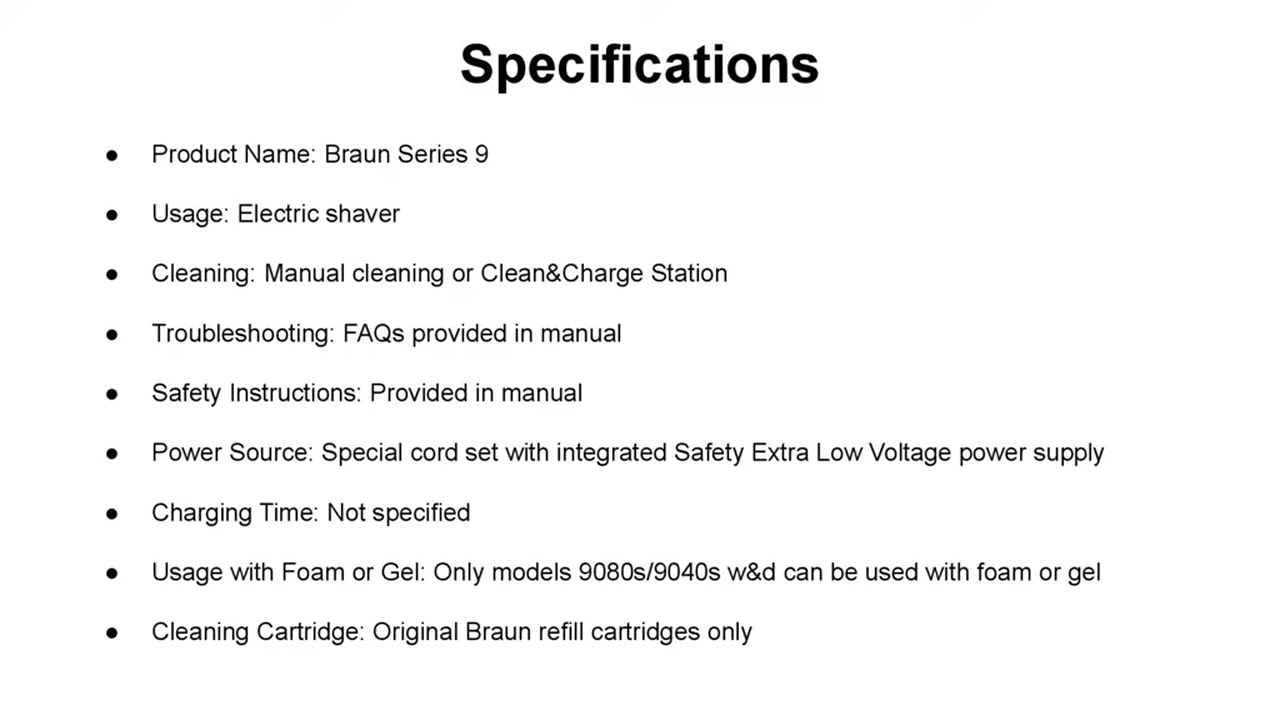 Specifications
● Product Name: Braun Series 9
● Usage: Electric shaver
● Cleaning: Manual cleaning or Clean&Charge Station
● Troubleshooting: FAQs provided in manual
● Safety Instructions: Provided in manual
● Power Source: Special cord set with integrated Safety Extra Low Voltage power supply
● Charging Time: Not specified
● Usage with Foam or Gel: Only models 9080s/9040s w&d can be used with foam or gel
● Cleaning Cartridge: Original Braun refill cartridges only